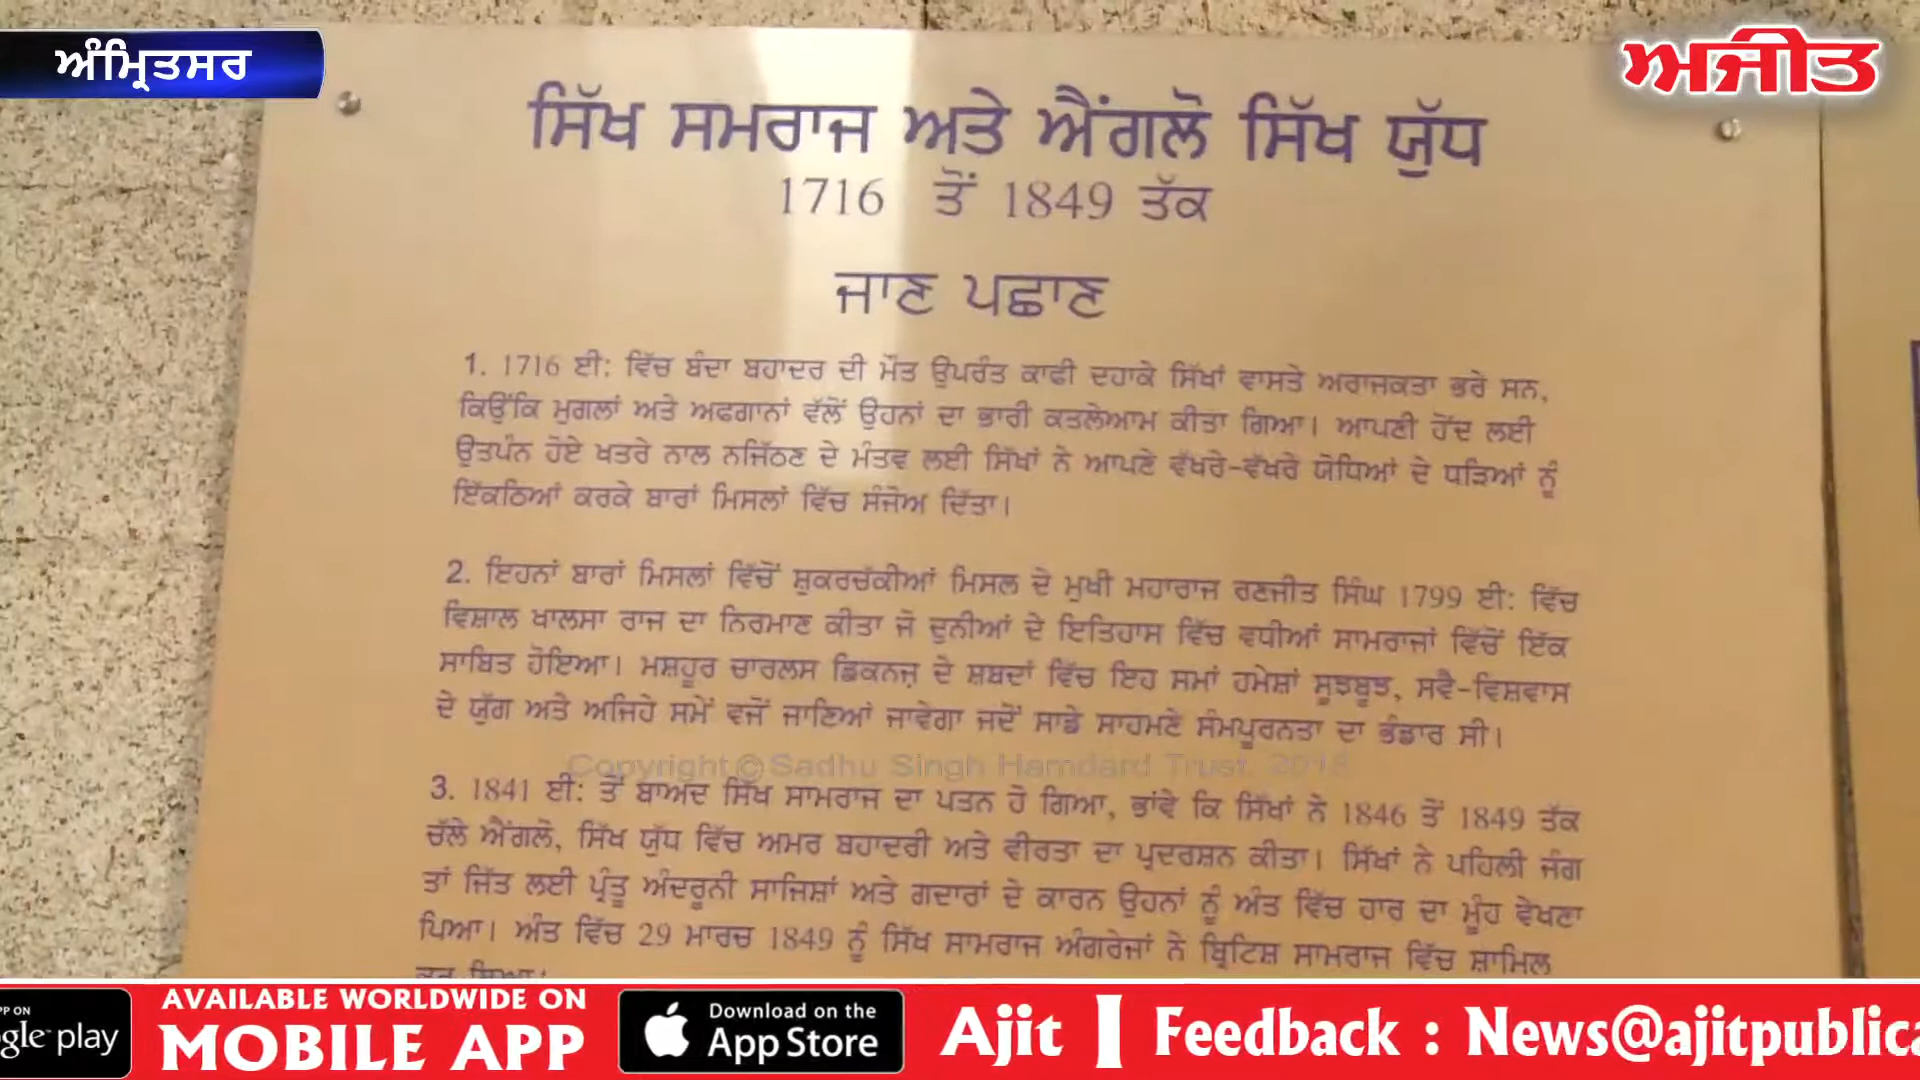 ਅੰਮ੍ਰਿਤਸਰ
ਅਜੀਤ
ਸਿੱਖ ਸਮਰਾਜ ਅਤੇ ਐਂਗਲੋ ਸਿੱਖ ਯੁੱਧ
1716 ਤੋਂ 1849 ਤੱਕ
ਜਾਣ ਪਛਾਣ
1. 1716 ਈ: ਵਿੱਚ ਬੰਦਾ ਬਹਾਦਰ ਦੀ ਮੌਤ ਉਪਰੰਤ ਕਾਫੀ ਦਹਾਕੇ ਸਿੱਖਾਂ ਵਾਸਤੇ ਅਰਾਜਕਤਾ ਭਰੇ ਸਨ,
ਕਿਉਂਕਿ ਮੁਗਲਾਂ ਅਤੇ ਅਫਗਾਨਾਂ ਵੱਲੋਂ ਉਹਨਾਂ ਦਾ ਭਾਰੀ ਕਤਲੇਆਮ ਕੀਤਾ ਗਿਆ। ਆਪਣੀ ਹੋਂਦ ਲਈ
ਉਤਪੰਨ ਹੋਏ ਖਤਰੇ ਨਾਲ ਨਜਿੱਠਣ ਦੇ ਮੰਤਵ ਲਈ ਸਿੱਖਾਂ ਨੇ ਆਪਣੇ ਵੱਖਰੇ-ਵੱਖਰੇ ਯੋਧਿਆਂ ਦੇ ਧੜਿਆਂ ਨੂੰ
ਇੱਕਠਿਆਂ ਕਰਕੇ ਬਾਰਾਂ ਮਿਸਲਾਂ ਵਿੱਚ ਸੰਜੋਅ ਦਿੱਤਾ।
2. ਇਹਨਾਂ ਬਾਰਾਂ ਮਿਸਲਾਂ ਵਿੱਚੋਂ ਸ਼ੁਕਰਚੱਕੀਆਂ ਮਿਸਲ ਦੇ ਮੁਖੀ ਮਹਾਰਾਜ ਰਣਜੀਤ ਸਿੰਘ 1799 ਈ: ਵਿੱਚ
ਵਿਸ਼ਾਲ ਖਾਲਸਾ ਰਾਜ ਦਾ ਨਿਰਮਾਣ ਕੀਤਾ ਜੋ ਦੁਨੀਆਂ ਦੇ ਇਤਿਹਾਸ ਵਿੱਚ ਵਧੀਆਂ ਸਾਮਰਾਜਾਂ ਵਿੱਚੋਂ ਇੱਕ
ਸਾਬਿਤ ਹੋਇਆ। ਮਸ਼ਹੂਰ ਚਾਰਲਸ ਡਿਕਨਜ਼ ਦੇ ਸ਼ਬਦਾਂ ਵਿੱਚ ਇਹ ਸਮਾਂ ਹਮੇਸ਼ਾਂ ਸੂਝਬੂਝ, ਸਵੈ-ਵਿਸ਼ਵਾਸ
ਦੇ ਯੁੱਗ ਅਤੇ ਅਜਿਹੇ ਸਮੇਂ ਵਜੋਂ ਜਾਣਿਆਂ ਜਾਵੇਗਾ ਜਦੋਂ ਸਾਡੇ ਸਾਹਮਣੇ ਸੰਮਪੂਰਨਤਾ ਦਾ ਭੰਡਾਰ ਸੀ।
Copyright © Sadhu Singh Hamdard Trust, 2018
3. 1841 ਈ: ਤੋਂ ਬਾਅਦ ਸਿੱਖ ਸਾਮਰਾਜ ਦਾ ਪਤਨ ਹੋ ਗਿਆ, ਭਾਂਵੇ ਕਿ ਸਿੱਖਾਂ ਨੇ 1846 ਤੋਂ 1849 ਤੱਕ
ਚੱਲੇ ਐਂਗਲੋ, ਸਿੱਖ ਯੁੱਧ ਵਿੱਚ ਅਮਰ ਬਹਾਦਰੀ ਅਤੇ ਵੀਰਤਾ ਦਾ ਪ੍ਰਦਰਸ਼ਨ ਕੀਤਾ। ਸਿੱਖਾਂ ਨੇ ਪਹਿਲੀ ਜੰਗ
ਤਾਂ ਜਿੱਤ ਲਈ ਪ੍ਰੰਤੂ ਅੰਦਰੂਨੀ ਸਾਜਿਸ਼ਾਂ ਅਤੇ ਗਦਾਰਾਂ ਦੇ ਕਾਰਨ ਉਹਨਾਂ ਨੂੰ ਅੰਤ ਵਿੱਚ ਹਾਰ ਦਾ ਮੂੰਹ ਵੇਖਣਾ
ਪਿਆ। ਅੰਤ ਵਿੱਚ 29 ਮਾਰਚ 1849 ਨੂੰ ਸਿੱਖ ਸਾਮਰਾਜ ਅੰਗਰੇਜਾਂ ਨੇ ਬ੍ਰਿਟਿਸ਼ ਸਾਮਰਾਜ ਵਿੱਚ ਸ਼ਾਮਿਲ
ogle play
AVAILABLE WORLDWIDE ON
MOBILE APP
Download on the
App Store
Ajit
Feedback : News@ajitpublica